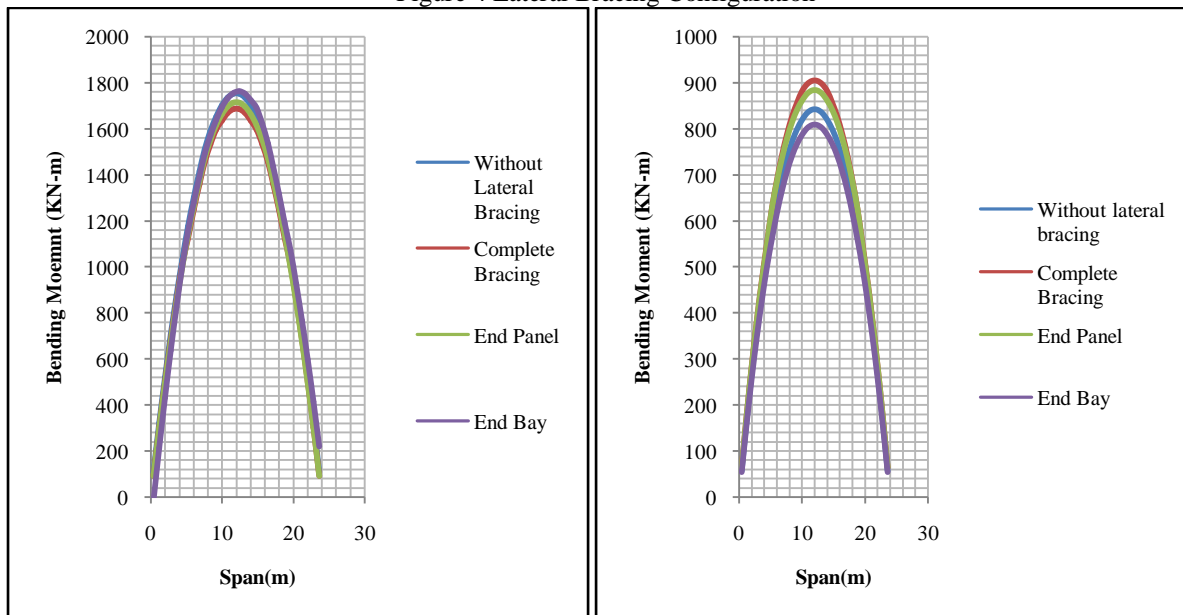 Figure 4 Lateral Bracing Configuration
2000
1800
1600
1400
1200
1000
800
600
400
200
0
0
10
20
30
Bending Moemnt (KN-m)
Span(m)
Without
Lateral
Bracing
Complete
Bracing
End Panel
End Bay
1000
900
800
700
600
500
400
300
200
100
0
0
10
20
30
Bending Moment (KN-m)
Span(m)
Without lateral
bracing
Complete
Bracing
End Panel
End Bay